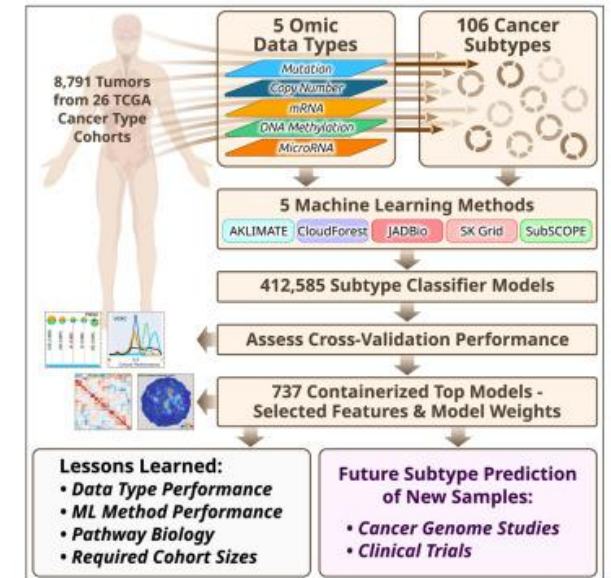 8,791 Tumors
from 26 TCGA
Cancer Type
Cohorts
5 Omic
Data Types
Mutation
Copy Number
mRNA
DNA Methylation
MicroRNA
106 Cancer
Subtypes
5 Machine Learning Methods
AKLIMATE CloudForest JADBio SK Grid SubSCOPE
412,585 Subtype Classifier Models
Assess Cross-Validation Performance
737 Containerized Top Models -
Selected Features & Model Weights
Lessons Learned:
• Data Type Performance
• ML Method Performance
• Pathway Biology
• Required Cohort Sizes
Future Subtype Prediction
of New Samples:
• Cancer Genome Studies
• Clinical Trials